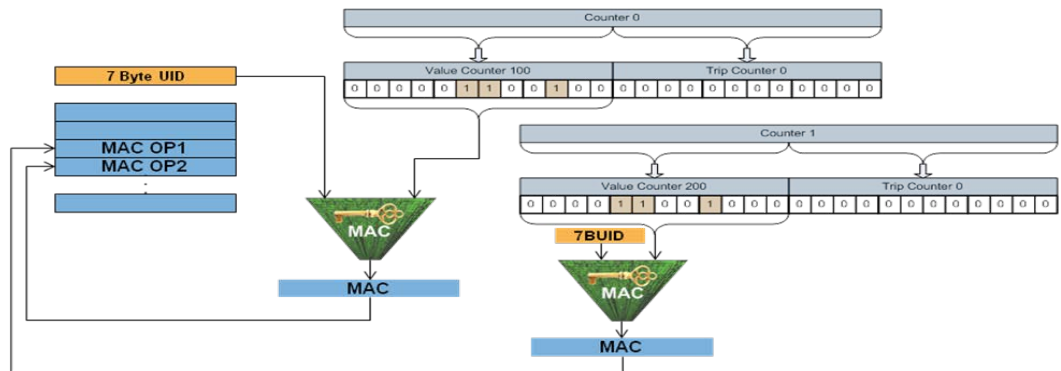 Counter 0
7 Byte UID
Value Counter 100 Trip Counter 0
0 0 0 0 0 1 1 0 0 1 0 0 0 0 0 0 0 0 0 0 0 0 0 0
MAC OP1
MAC OP2
:
Counter 1
Value Counter 200 Trip Counter 0
0 0 0 0 1 1 0 0 1 0 0 0 0 0 0 0 0 0 0 0 0 0 0 0
MAC
7BUID
MAC
MAC
MAC